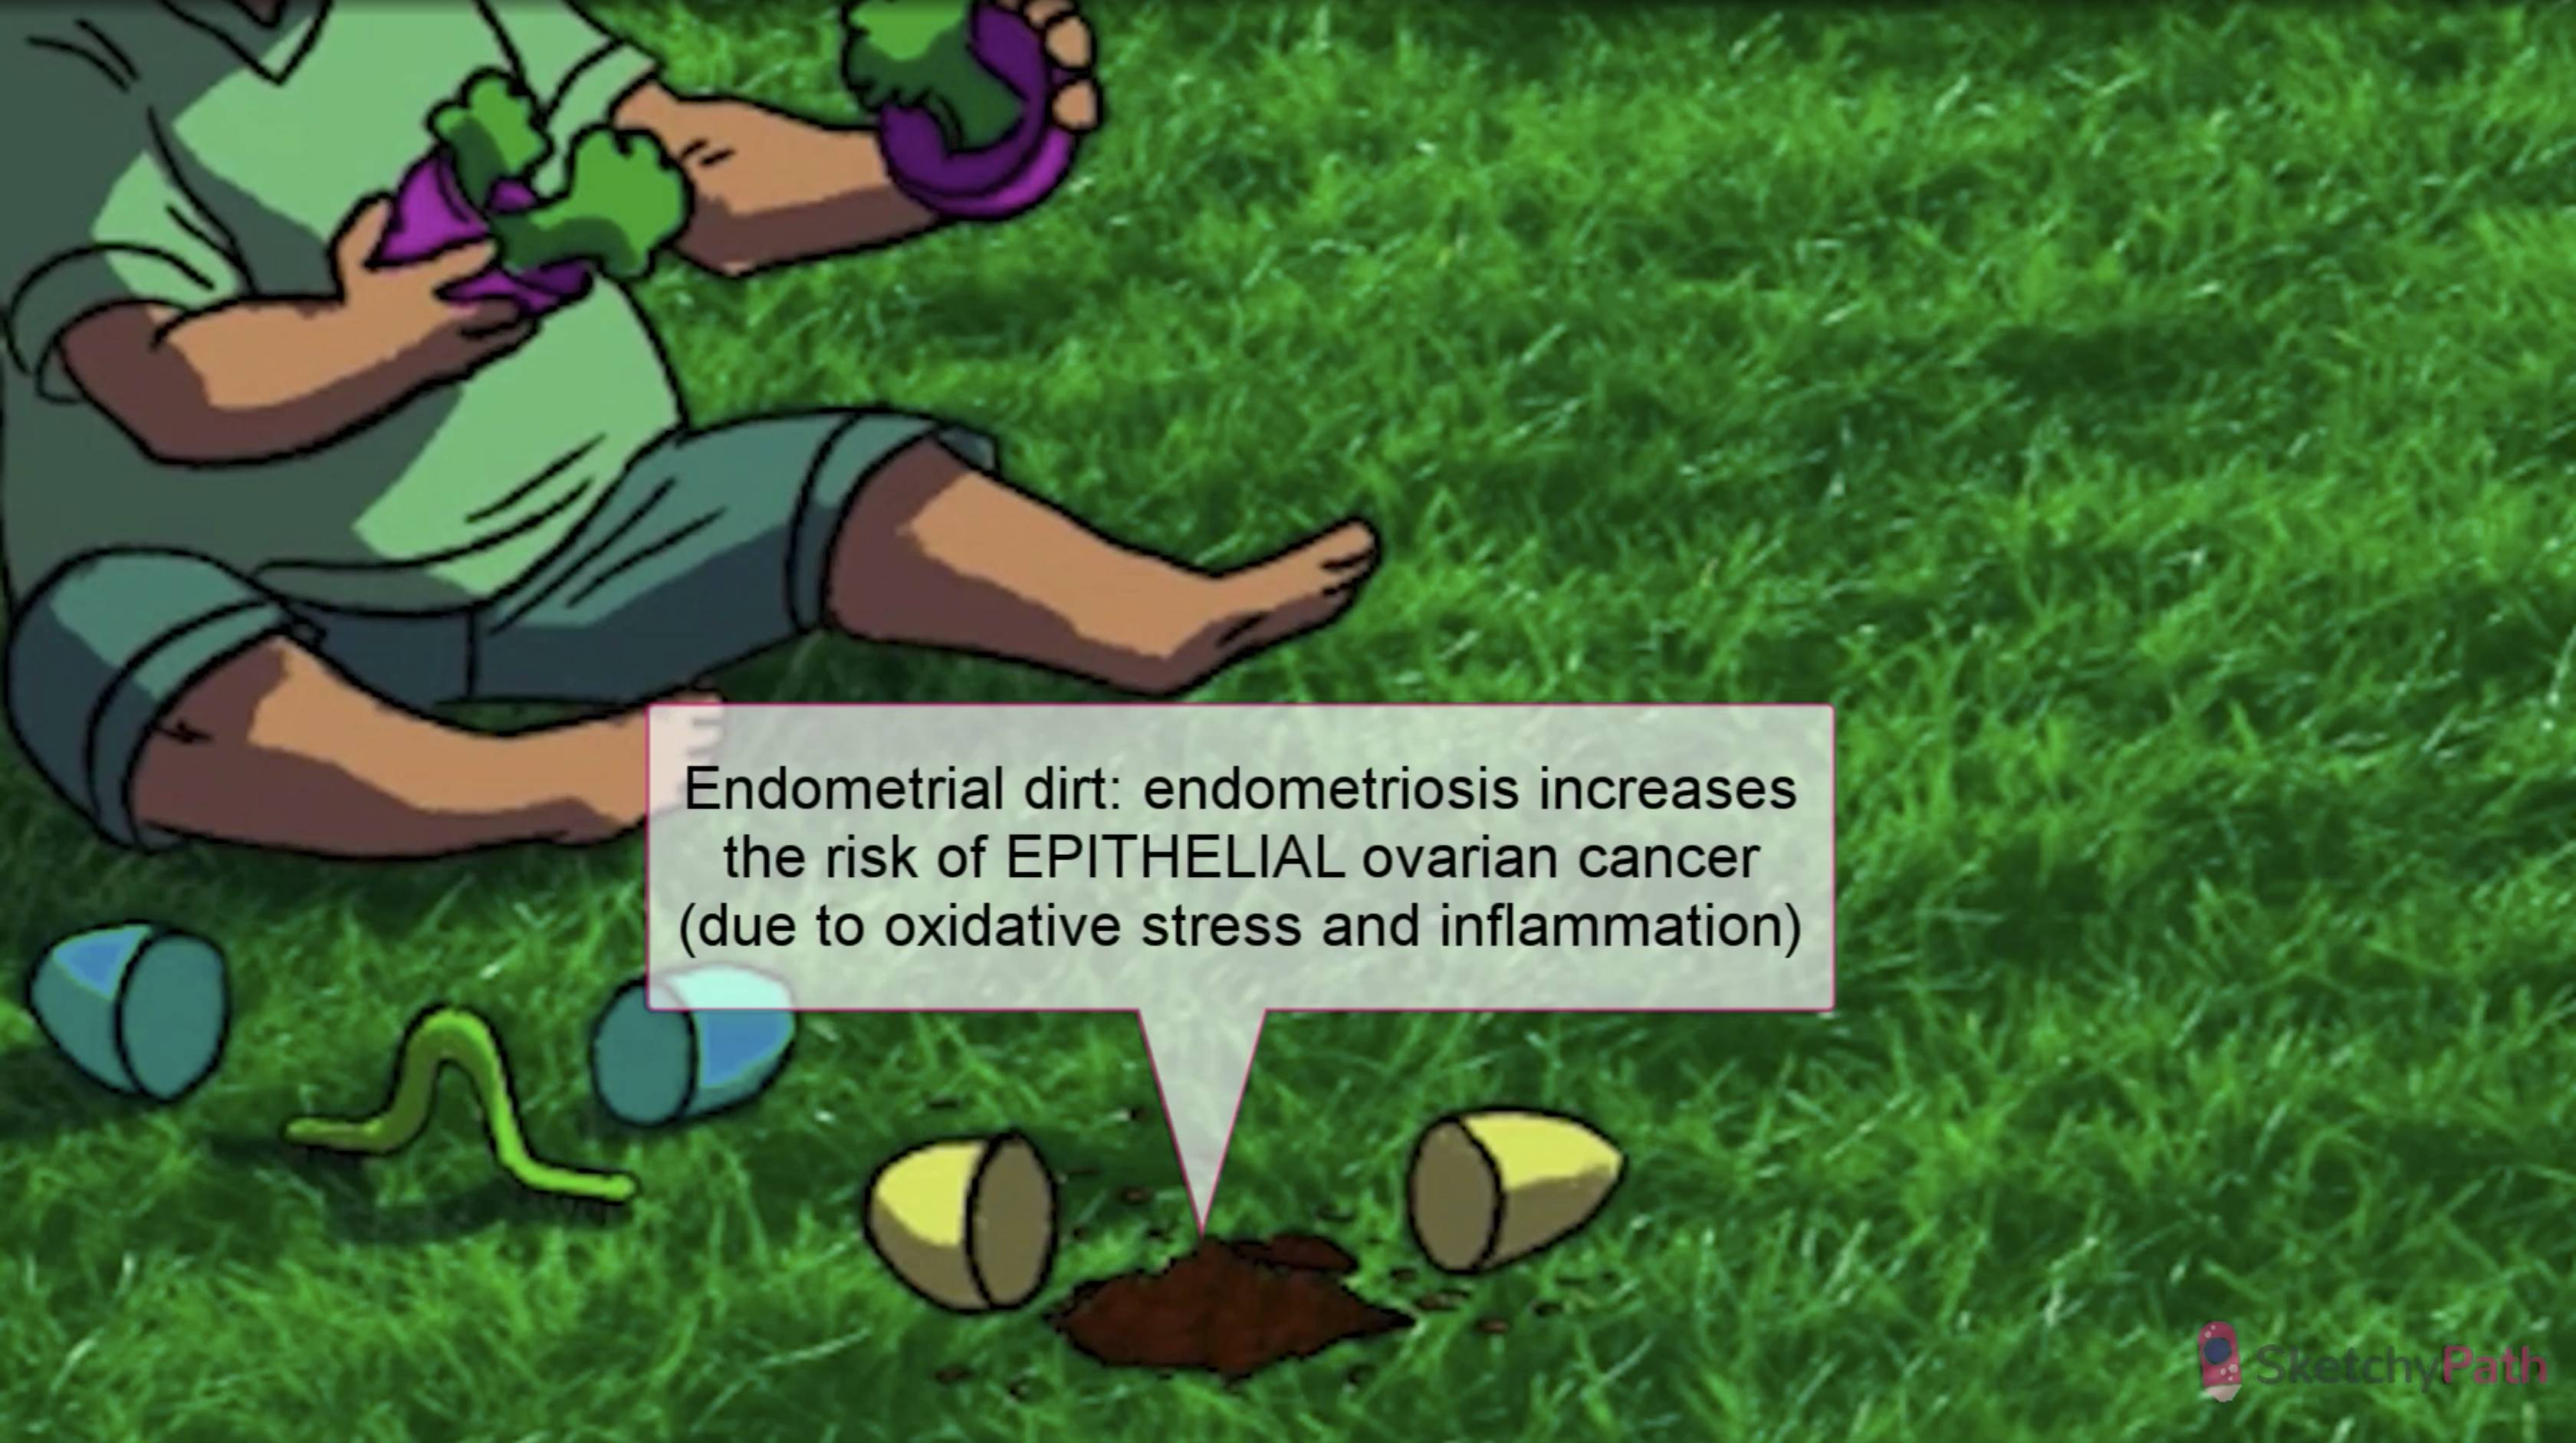 Endometrial dirt: endometriosis increases
the risk of EPITHELIAL ovarian cancer
(due to oxidative stress and inflammation)
SketchyPath